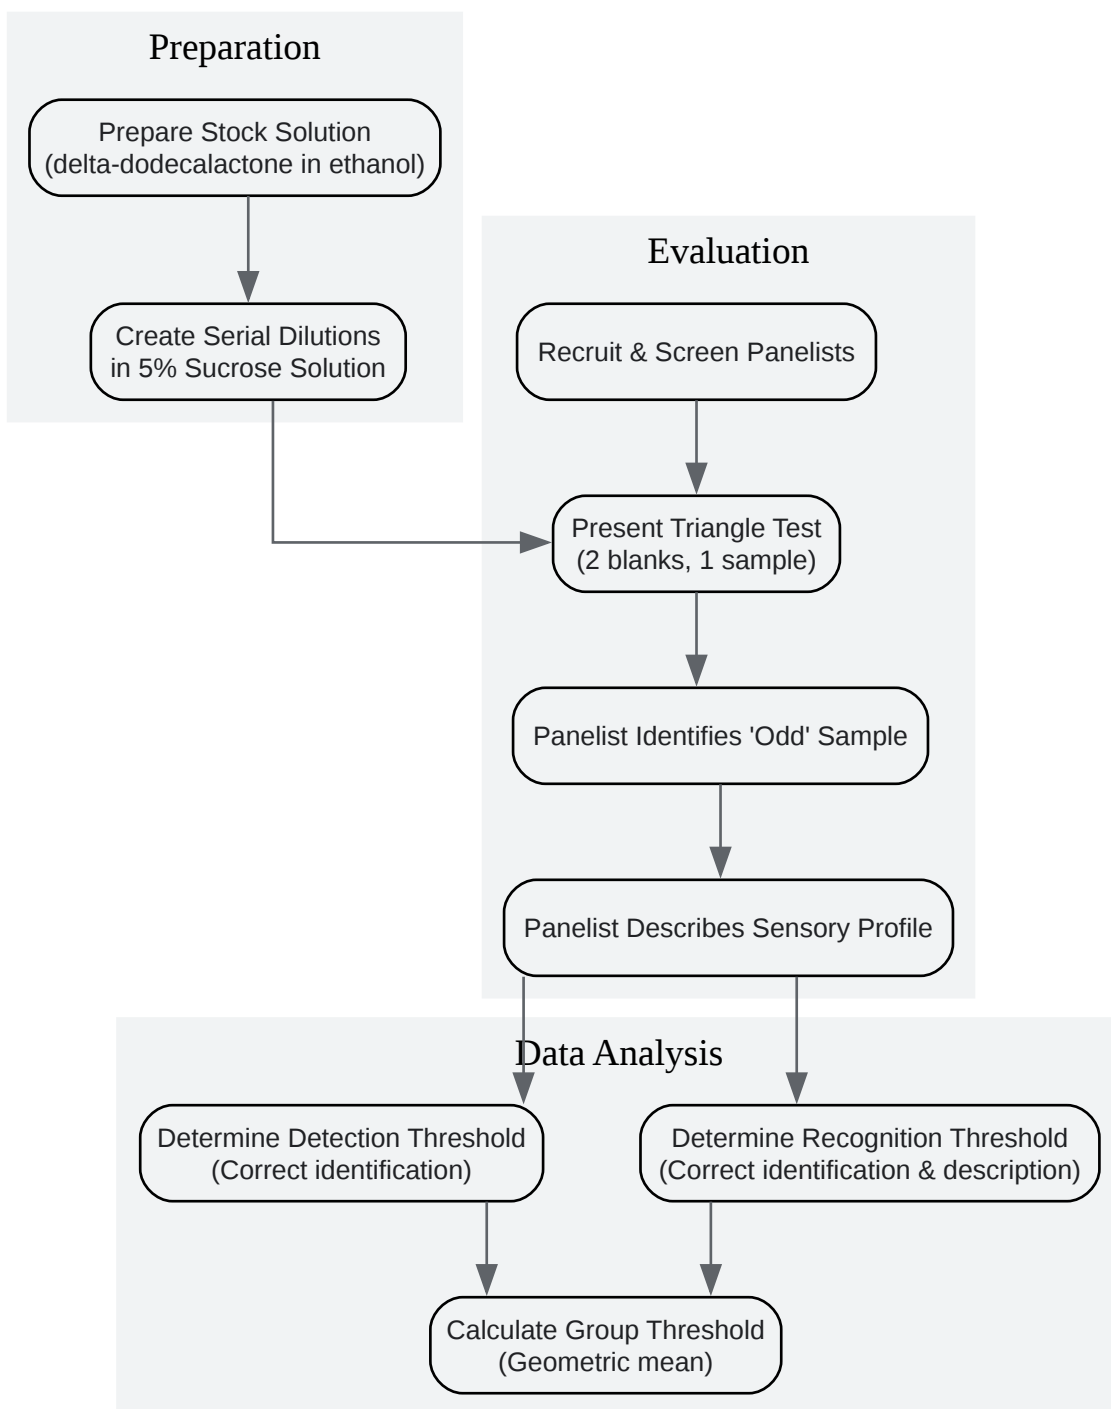 Preparation
Prepare Stock Solution
(delta-dodecalactone in ethanol)
Create Serial Dilutions
in 5% Sucrose Solution
Evaluation
Recruit & Screen Panelists
Present Triangle Test
(2 blanks, 1 sample)
Panelist Identifies 'Odd' Sample
Panelist Describes Sensory Profile
Data Analysis
Determine Detection Threshold
(Correct identification)
Determine Recognition Threshold
(Correct identification & description)
Calculate Group Threshold
(Geometric mean)